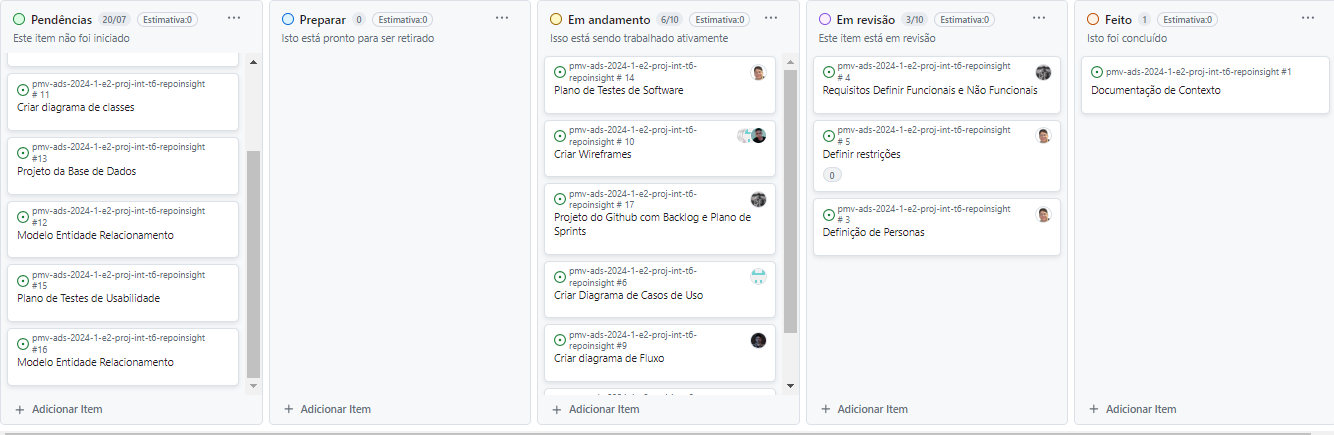 Pendências 20/07 Estimativa:0
Este item não foi iniciado
pmv-ads-2024-1-e2-proj-int-t6-repoinsight
# 11
Criar diagrama de classes
pmv-ads-2024-1-e2-proj-int-t6-repoinsight
#13
Projeto da Base de Dados
pmv-ads-2024-1-e2-proj-int-t6-repoinsight
#12
Modelo Entidade Relacionamento
pmv-ads-2024-1-e2-proj-int-t6-repoinsight
#15
Plano de Testes de Usabilidade
pmv-ads-2024-1-e2-proj-int-t6-repoinsight
#16
Modelo Entidade Relacionamento
+ Adicionar Item
Preparar 0 Estimativa:0
Isto está pronto para ser retirado
+ Adicionar Item
Em andamento 6/10 Estimativa:0
Isso está sendo trabalhado ativamente
pmv-ads-2024-1-e2-proj-int-t6-
repoinsight # 14
Plano de Testes de Software
pmv-ads-2024-1-e2-proj-int-t6-
repoinsight # 10
Criar Wireframes
pmv-ads-2024-1-e2-proj-int-t6-
repoinsight # 17
Projeto do Github com Backlog e Plano de
Sprints
pmv-ads-2024-1-e2-proj-int-t6-
repoinsight #6
Criar Diagrama de Casos de Uso
pmv-ads-2024-1-e2-proj-int-t6-
repoinsight #9
Criar diagrama de Fluxo
+ Adicionar Item
Em revisão 3/10 Estimativa:0
Este item está em revisão
pmv-ads-2024-1-e2-proj-int-t6-repoinsight
# 4
Requisitos Definir Funcionais e Não Funcionais
pmv-ads-2024-1-e2-proj-int-t6-repoinsight
# 5
Definir restrições
0
pmv-ads-2024-1-e2-proj-int-t6-repoinsight
# 3
Definição de Personas
+ Adicionar Item
Feito 1 Estimativa:0
Isto foi concluído
pmv-ads-2024-1-e2-proj-int-t6-repoinsight #1
Documentação de Contexto
+ Adicionar Item